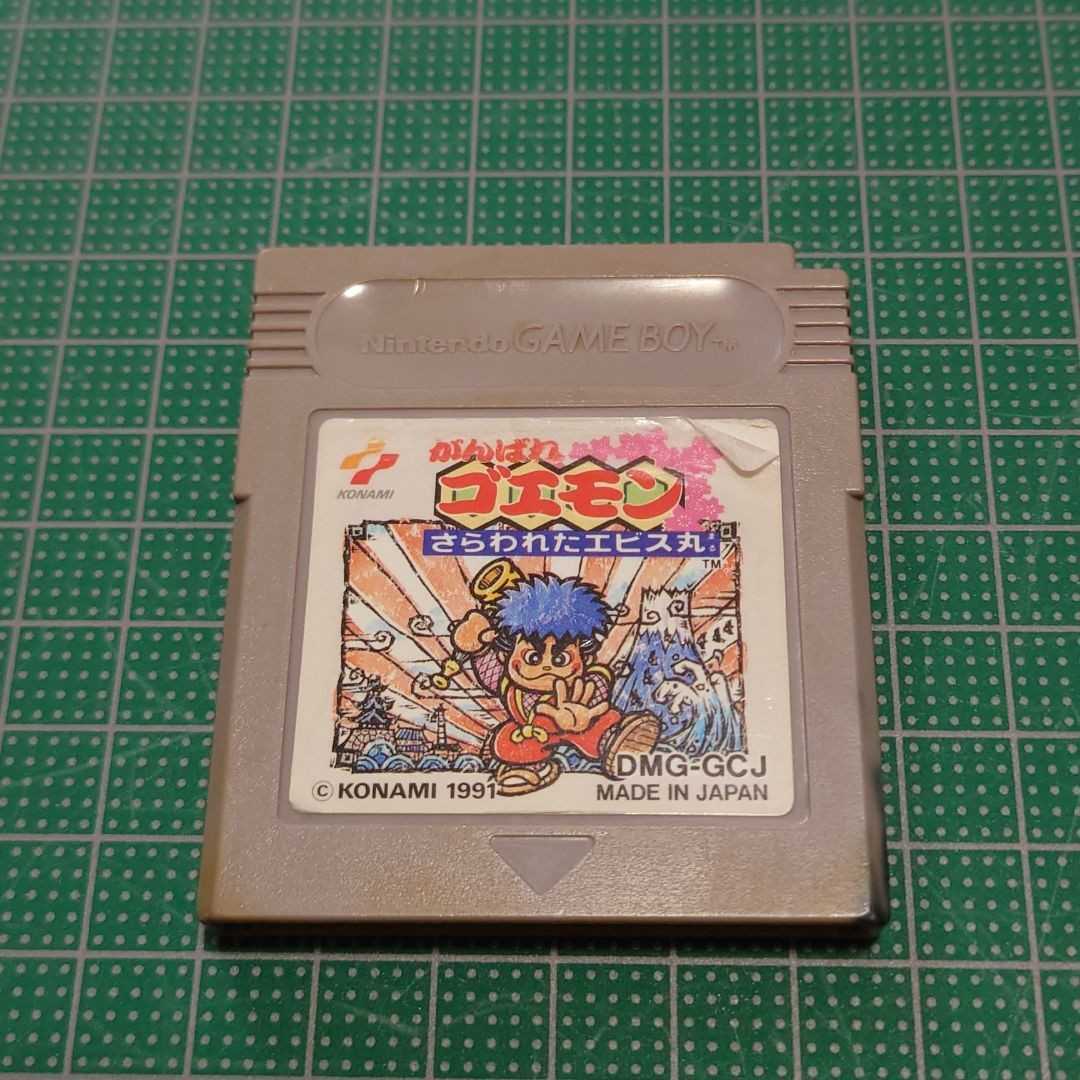 Nintendo GAME BOY TM
KONAMI
がんばれ
ゴエモン
さらわれたエビス丸
TM
DMG-GCJ
© KONAMI 1991
MADE IN JAPAN